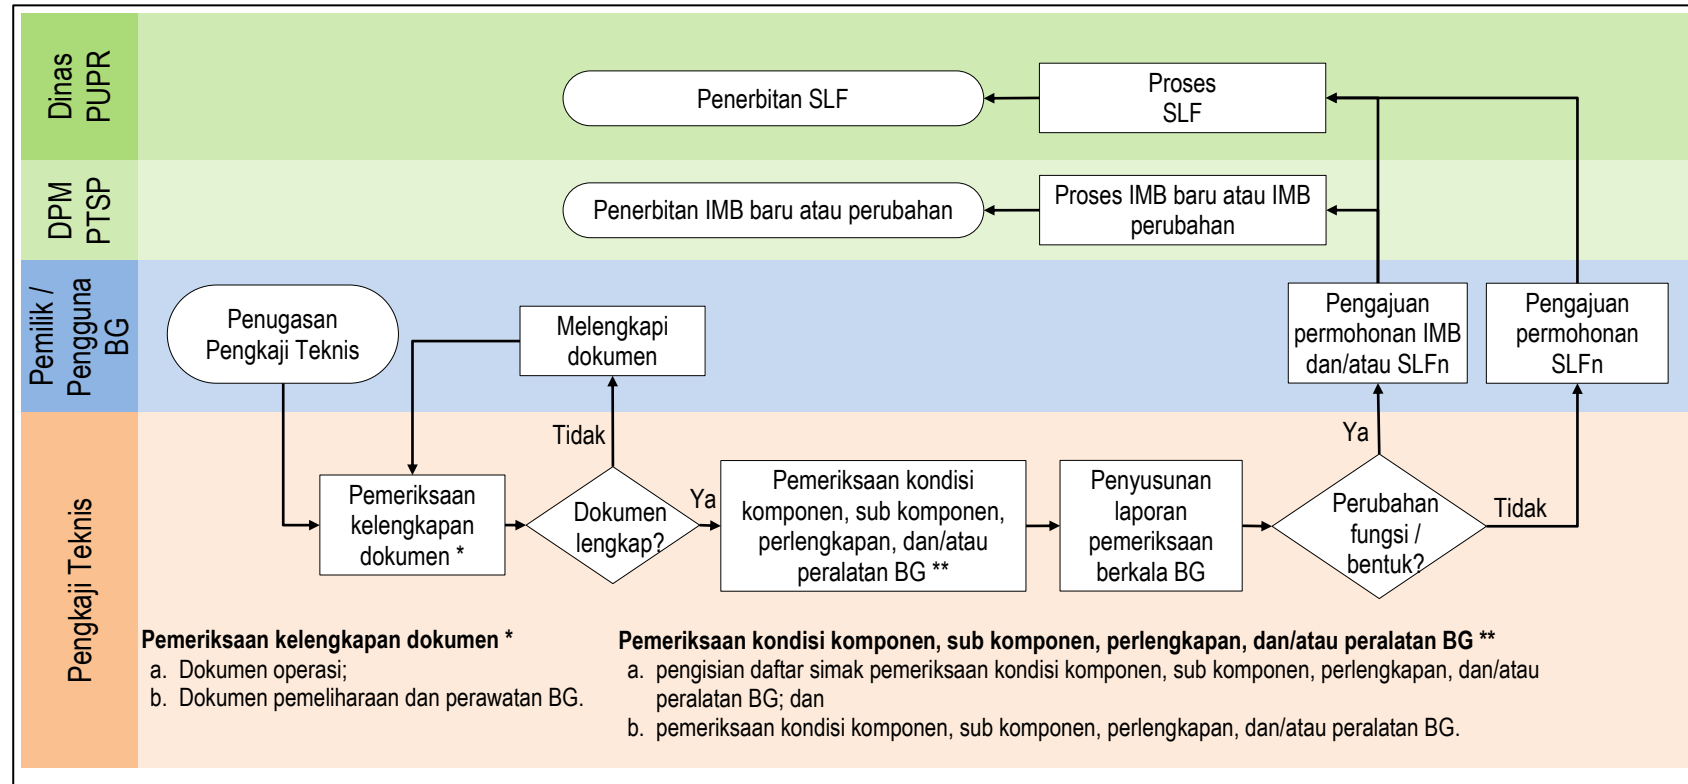 Dinas
PUPR
Penerbitan SLF
Proses
SLF
DPM
PTSP
Penerbitan IMB baru atau perubahan
Proses IMB baru atau IMB
perubahan
Pemilik /
Pengguna
BG
Penugasan
Pengkaji Teknis
Melengkapi
dokumen
Pengajuan
permohonan IMB
dan/atau SLFn
Pengajuan
permohonan
SLFn
Pengkaji Teknis
Pemeriksaan
kelengkapan
dokumen *
Tidak
Dokumen
lengkap?
Ya
Pemeriksaan kondisi
komponen, sub komponen,
perlengkapan, dan/atau
peralatan BG **
Penyusunan
laporan
pemeriksaan
berkala BG
Ya
Perubahan
fungsi /
bentuk?
Tidak
Pemeriksaan kelengkapan dokumen *
a. Dokumen operasi;
b. Dokumen pemeliharaan dan perawatan BG.
Pemeriksaan kondisi komponen, sub komponen, perlengkapan, dan/atau peralatan BG **
a. pengisian daftar simak pemeriksaan kondisi komponen, sub komponen, perlengkapan, dan/atau
peralatan BG; dan
b. pemeriksaan kondisi komponen, sub komponen, perlengkapan, dan/atau peralatan BG.